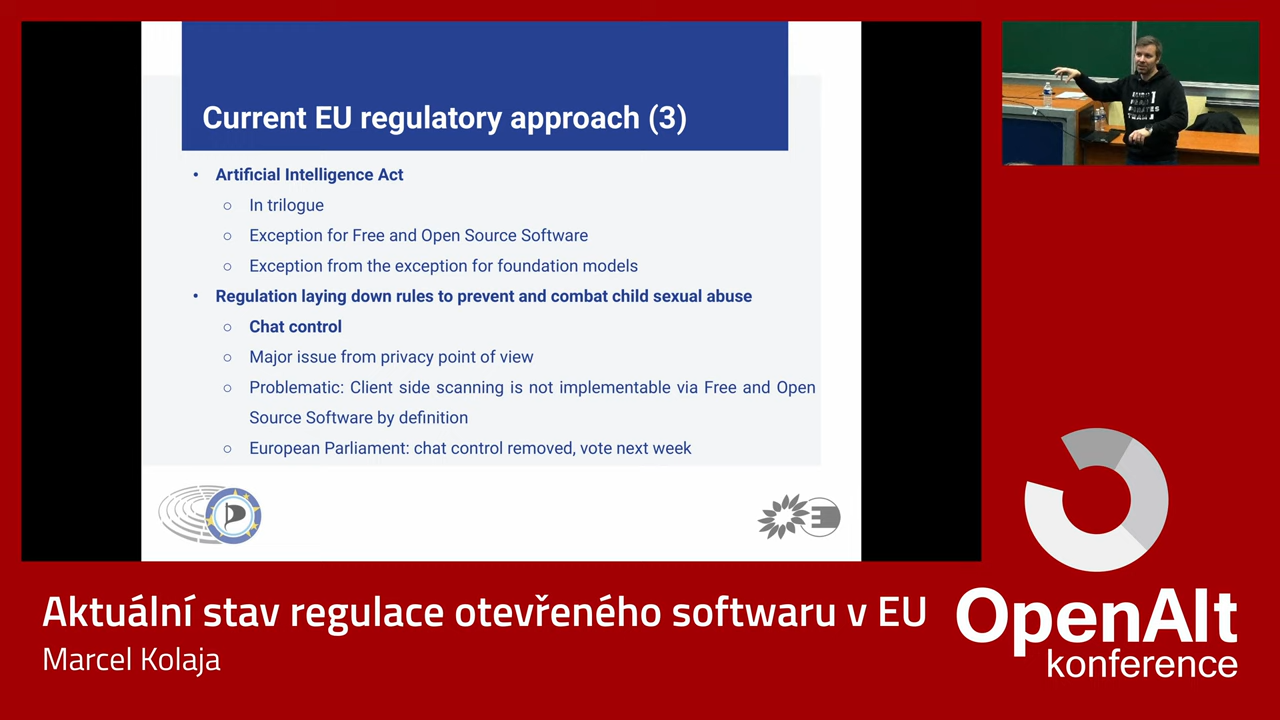 Current EU regulatory approach (3)
• Artificial Intelligence Act
○ In trilogue
○ Exception for Free and Open Source Software
○ Exception from the exception for foundation models
• Regulation laying down rules to prevent and combat child sexual abuse
○ Chat control
○ Major issue from privacy point of view
○ Problematic: Client side scanning is not implementable via Free and Open
Source Software by definition
○ European Parliament: chat control removed, vote next week
Aktuální stav regulace otevřeného softwaru v EU
Marcel Kolaja
OpenAlt
konference